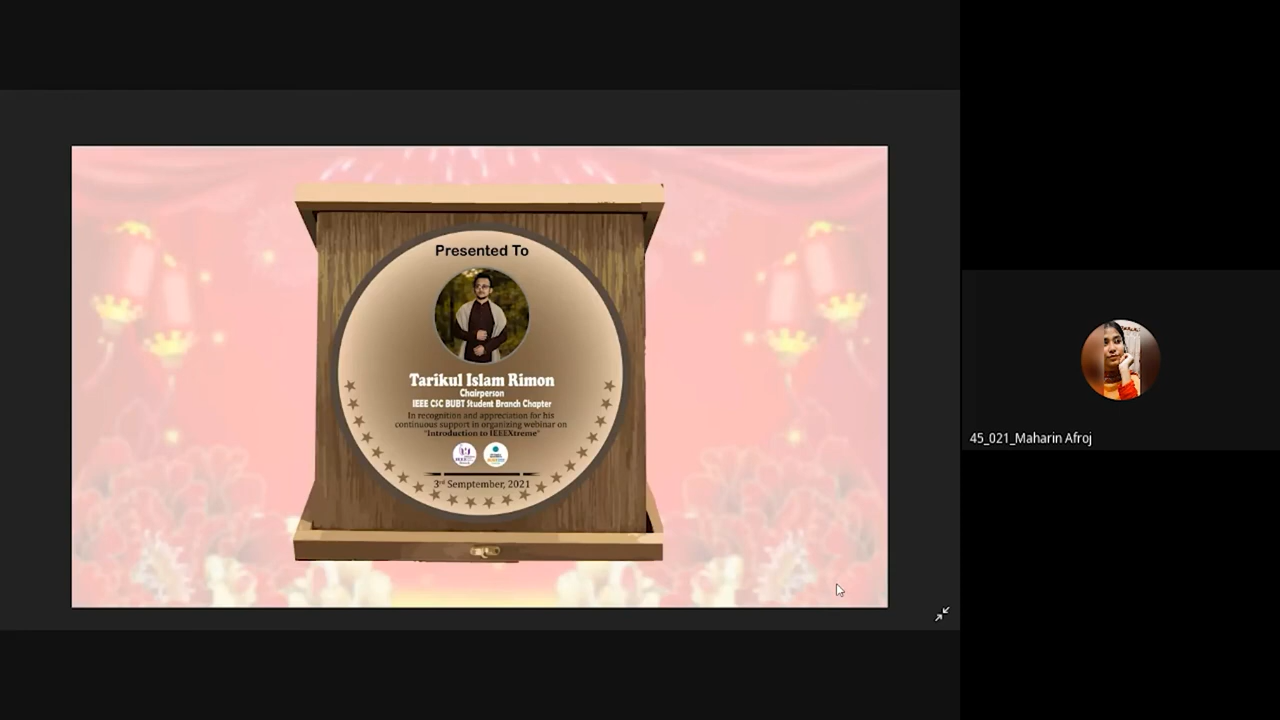 Presented To
Tarikul Islam Rimon
Chairperson
IEEE CSC BUBT Student Branch Chapter
In recognition and appreciation for his
continuous support in organizing webinar on
"Introduction to IEEEXtreme"
3rd Semptember, 2021
45_021_Maharin Afroj